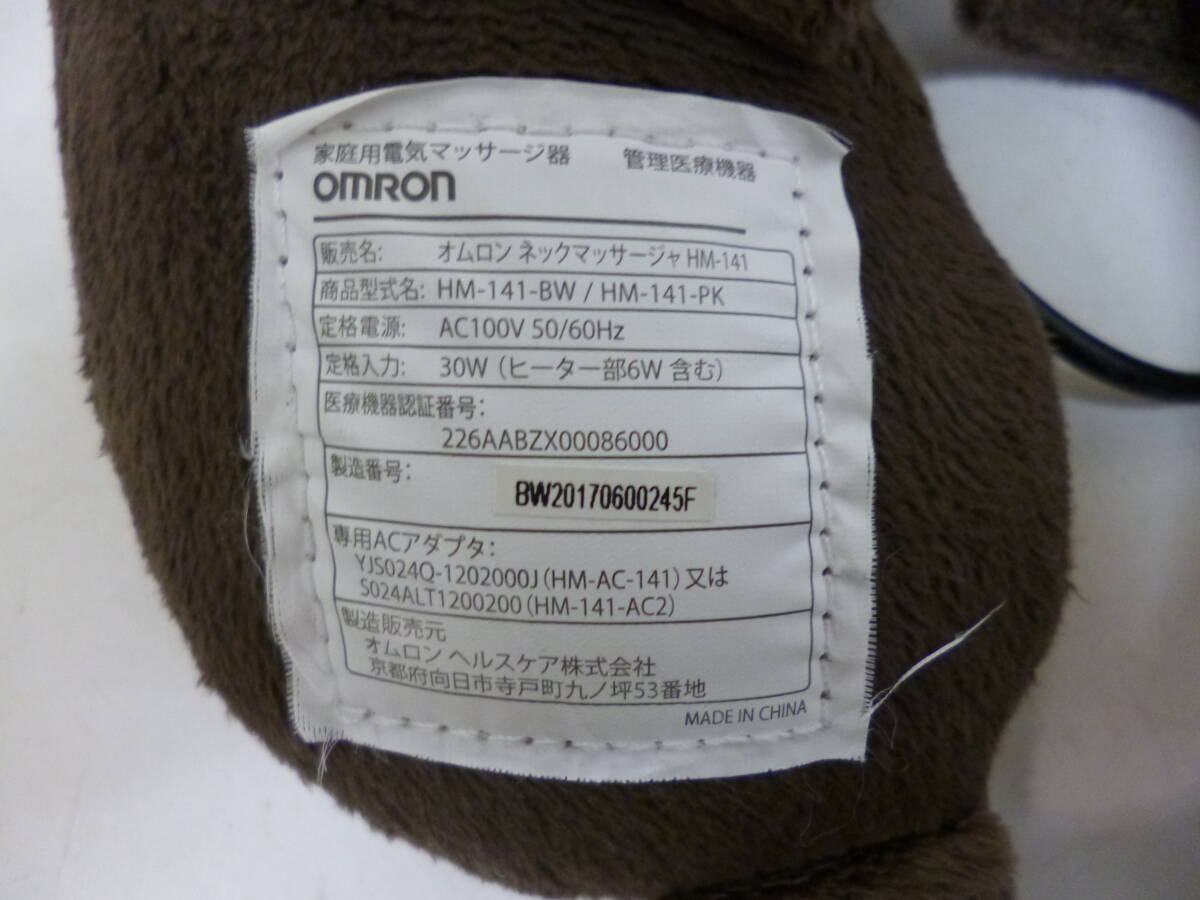 家庭用電気マッサージ器 管理医療機器
OMRON
販売名: オムロン ネックマッサージャ HM-141
商品型式名: HM-141-BW / HM-141-PK
定格電源: AC100V 50/60Hz
定格入力: 30W (ヒーター部6W 含む)
医療機器認証番号:
226AABZX00086000
製造番号:
BW20170600245F
専用ACアダプタ:
YJS024Q-1202000J (HM-AC-141) 又は
S024ALT1200200 (HM-141-AC2)
製造販売元
オムロン ヘルスケア株式会社
京都府向日市寺戸町九ノ坪53番地
MADE IN CHINA